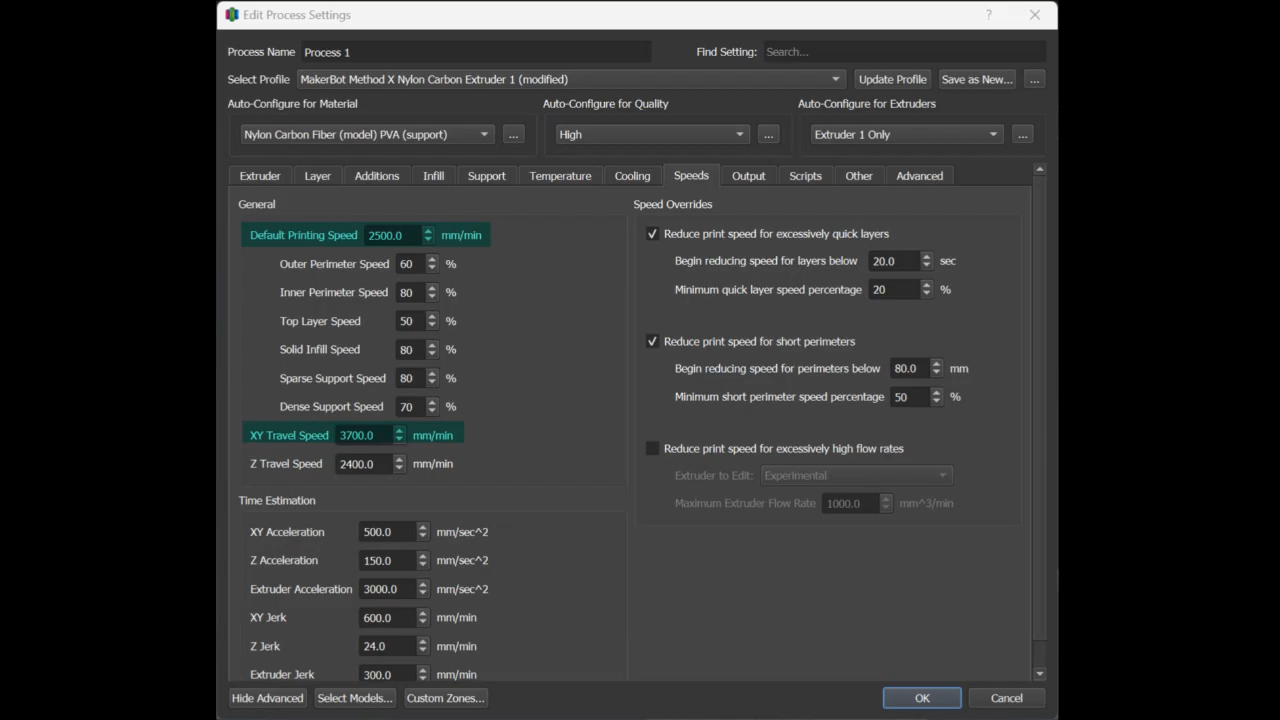 Edit Process Settings
?
Process Name Process 1 Find Setting: Search...
Select Profile MakerBot Method X Nylon Carbon Extruder 1 (modified) Update Profile Save as New... ...
Auto-Configure for Material Auto-Configure for Quality Auto-Configure for Extruders
Nylon Carbon Fiber (model) PVA (support) ... High ... Extruder 1 Only ...
Extruder Layer Additions Infill Support Temperature Cooling Speeds Output Scripts Other Advanced
General
Default Printing Speed 2500.0 mm/min
Outer Perimeter Speed 60 %
Inner Perimeter Speed 80 %
Top Layer Speed 50 %
Solid Infill Speed 80 %
Sparse Support Speed 80 %
Dense Support Speed 70 %
XY Travel Speed 3700.0 mm/min
Z Travel Speed 2400.0 mm/min
Time Estimation
XY Acceleration 500.0 mm/sec^2
Z Acceleration 150.0 mm/sec^2
Extruder Acceleration 3000.0 mm/sec^2
XY Jerk 600.0 mm/min
Z Jerk 24.0 mm/min
Extruder Jerk 300.0 mm/min
Speed Overrides
Reduce print speed for excessively quick layers
Begin reducing speed for layers below 20.0 sec
Minimum quick layer speed percentage 20 %
Reduce print speed for short perimeters
Begin reducing speed for perimeters below 80.0 mm
Minimum short perimeter speed percentage 50 %
Reduce print speed for excessively high flow rates
Extruder to Edit: Experimental
Maximum Extruder Flow Rate 1000.0 mm^3/min
Hide Advanced Select Models... Custom Zones... OK Cancel